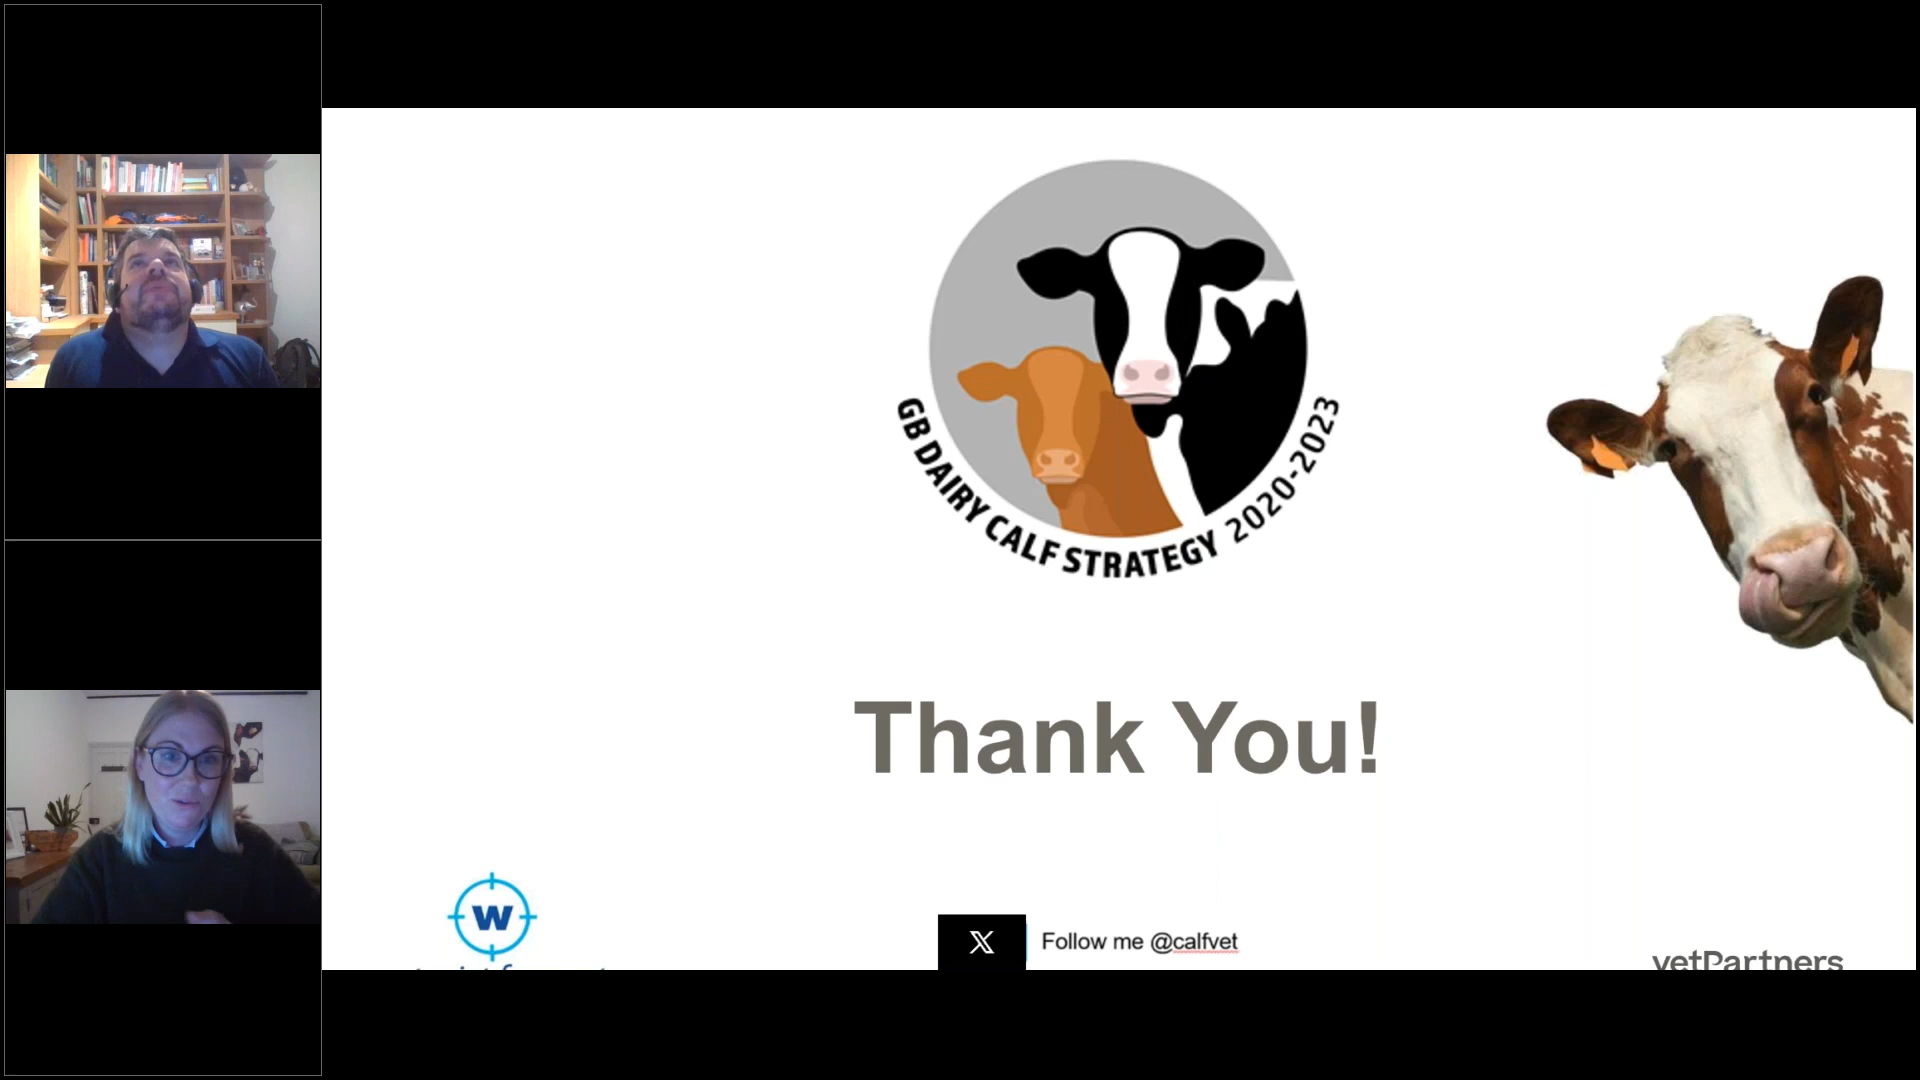 GB DAIRY CALF STRATEGY 2020-2023
Thank You!
W
X Follow me @calfvet
vetPartners